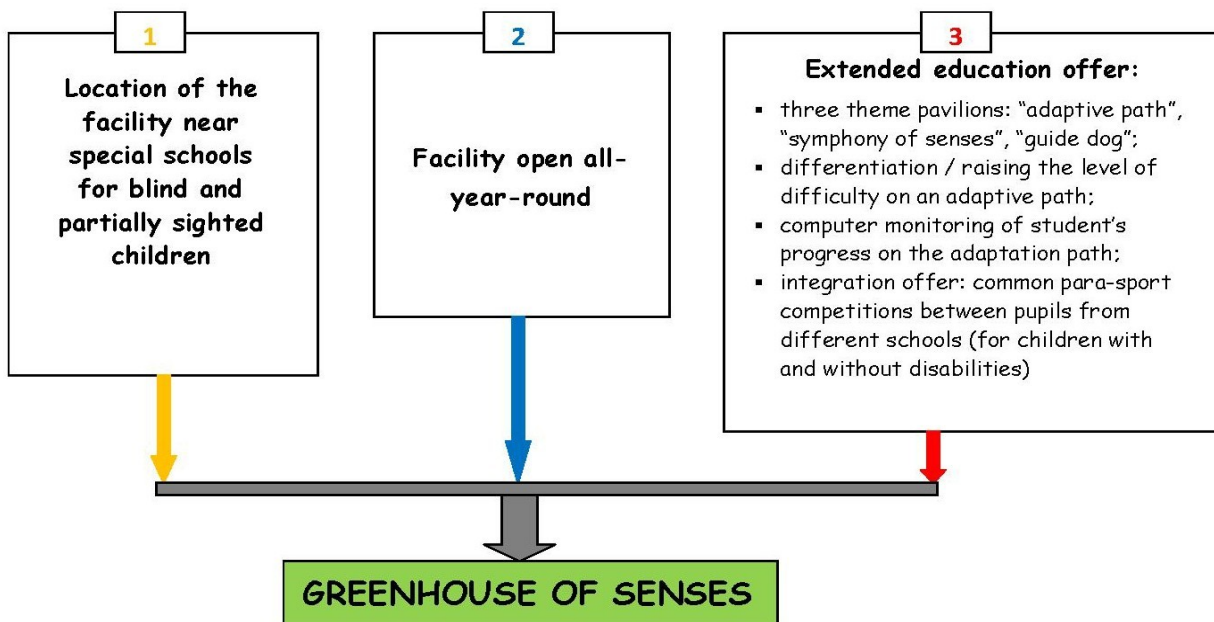 1
Location of the
facility near
special schools
for blind and
partially sighted
children
2
Facility open all-
year-round
3
Extended education offer:
▪ three theme pavilions: “adaptive path”,
“symphony of senses”, “guide dog”;
▪ differentiation / raising the level of
difficulty on an adaptive path;
▪ computer monitoring of student’s
progress on the adaptation path;
▪ integration offer: common para-sport
competitions between pupils from
different schools (for children with
and without disabilities)
GREENHOUSE OF SENSES